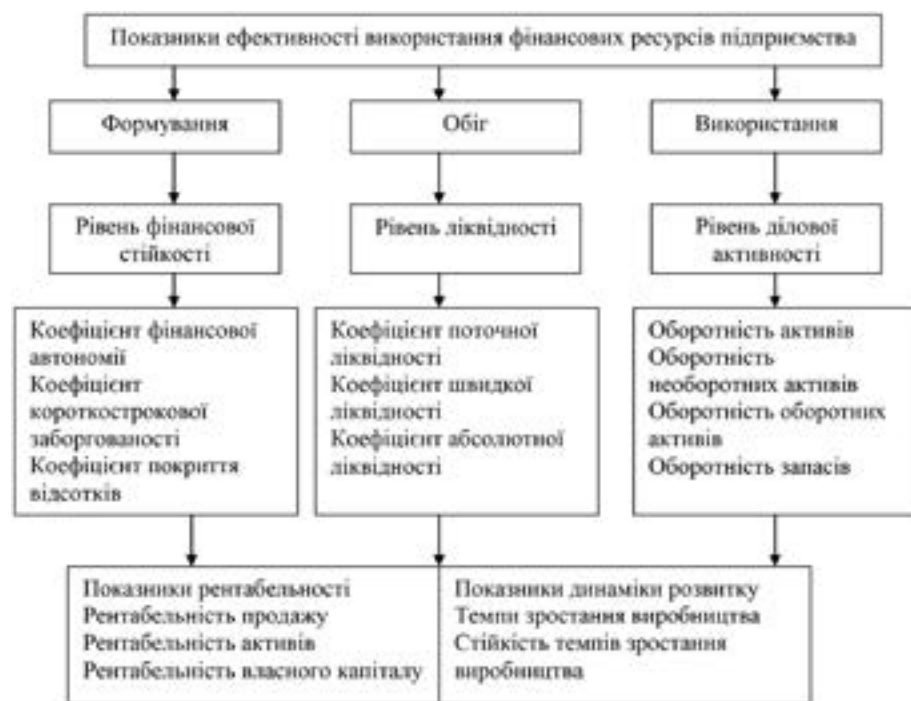 Показники ефективності використання фінансових ресурсів підприємства
Формування
Обіг
Використання
Рівень фінансової
стійкості
Рівень ліквідності
Рівень ділової
активності
Коефіцієнт фінансової
автономії
Коефіцієнт
короткострокової
заборгованості
Коефіцієнт покриття
відсотків
Коефіцієнт поточної
ліквідності
Коефіцієнт швидкої
ліквідності
Коефіцієнт абсолютної
ліквідності
Оборотність активів
Оборотність
необоротних активів
Оборотність оборотних
активів
Оборотність запасів
Показники рентабельності
Рентабельність продажу
Рентабельність активів
Рентабельність власного капіталу
Показники динаміки розвитку
Темпи зростання виробництва
Стійкість темпів зростання
виробництва